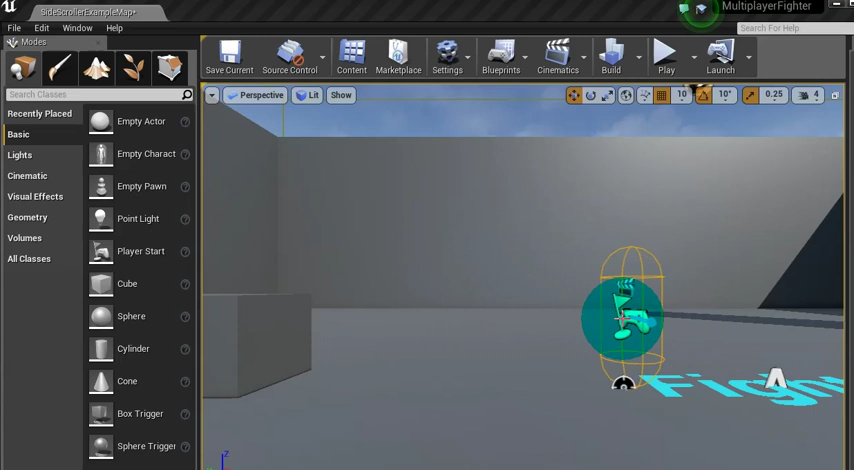 SideScrollerExampleMap*
MultiplayerFighter
File Edit Window Help
Search For Help
Modes
Save Current Source Control Content Marketplace Settings Blueprints Cinematics Build Play Launch
Search Classes
Perspective Lit Show 10 10° 0.25 4
Recently Placed
Basic
Lights
Cinematic
Visual Effects
Geometry
Volumes
All Classes
Empty Actor
Empty Charact
Empty Pawn
Point Light
Player Start
Cube
Sphere
Cylinder
Cone
Box Trigger
Sphere Trigger
Z